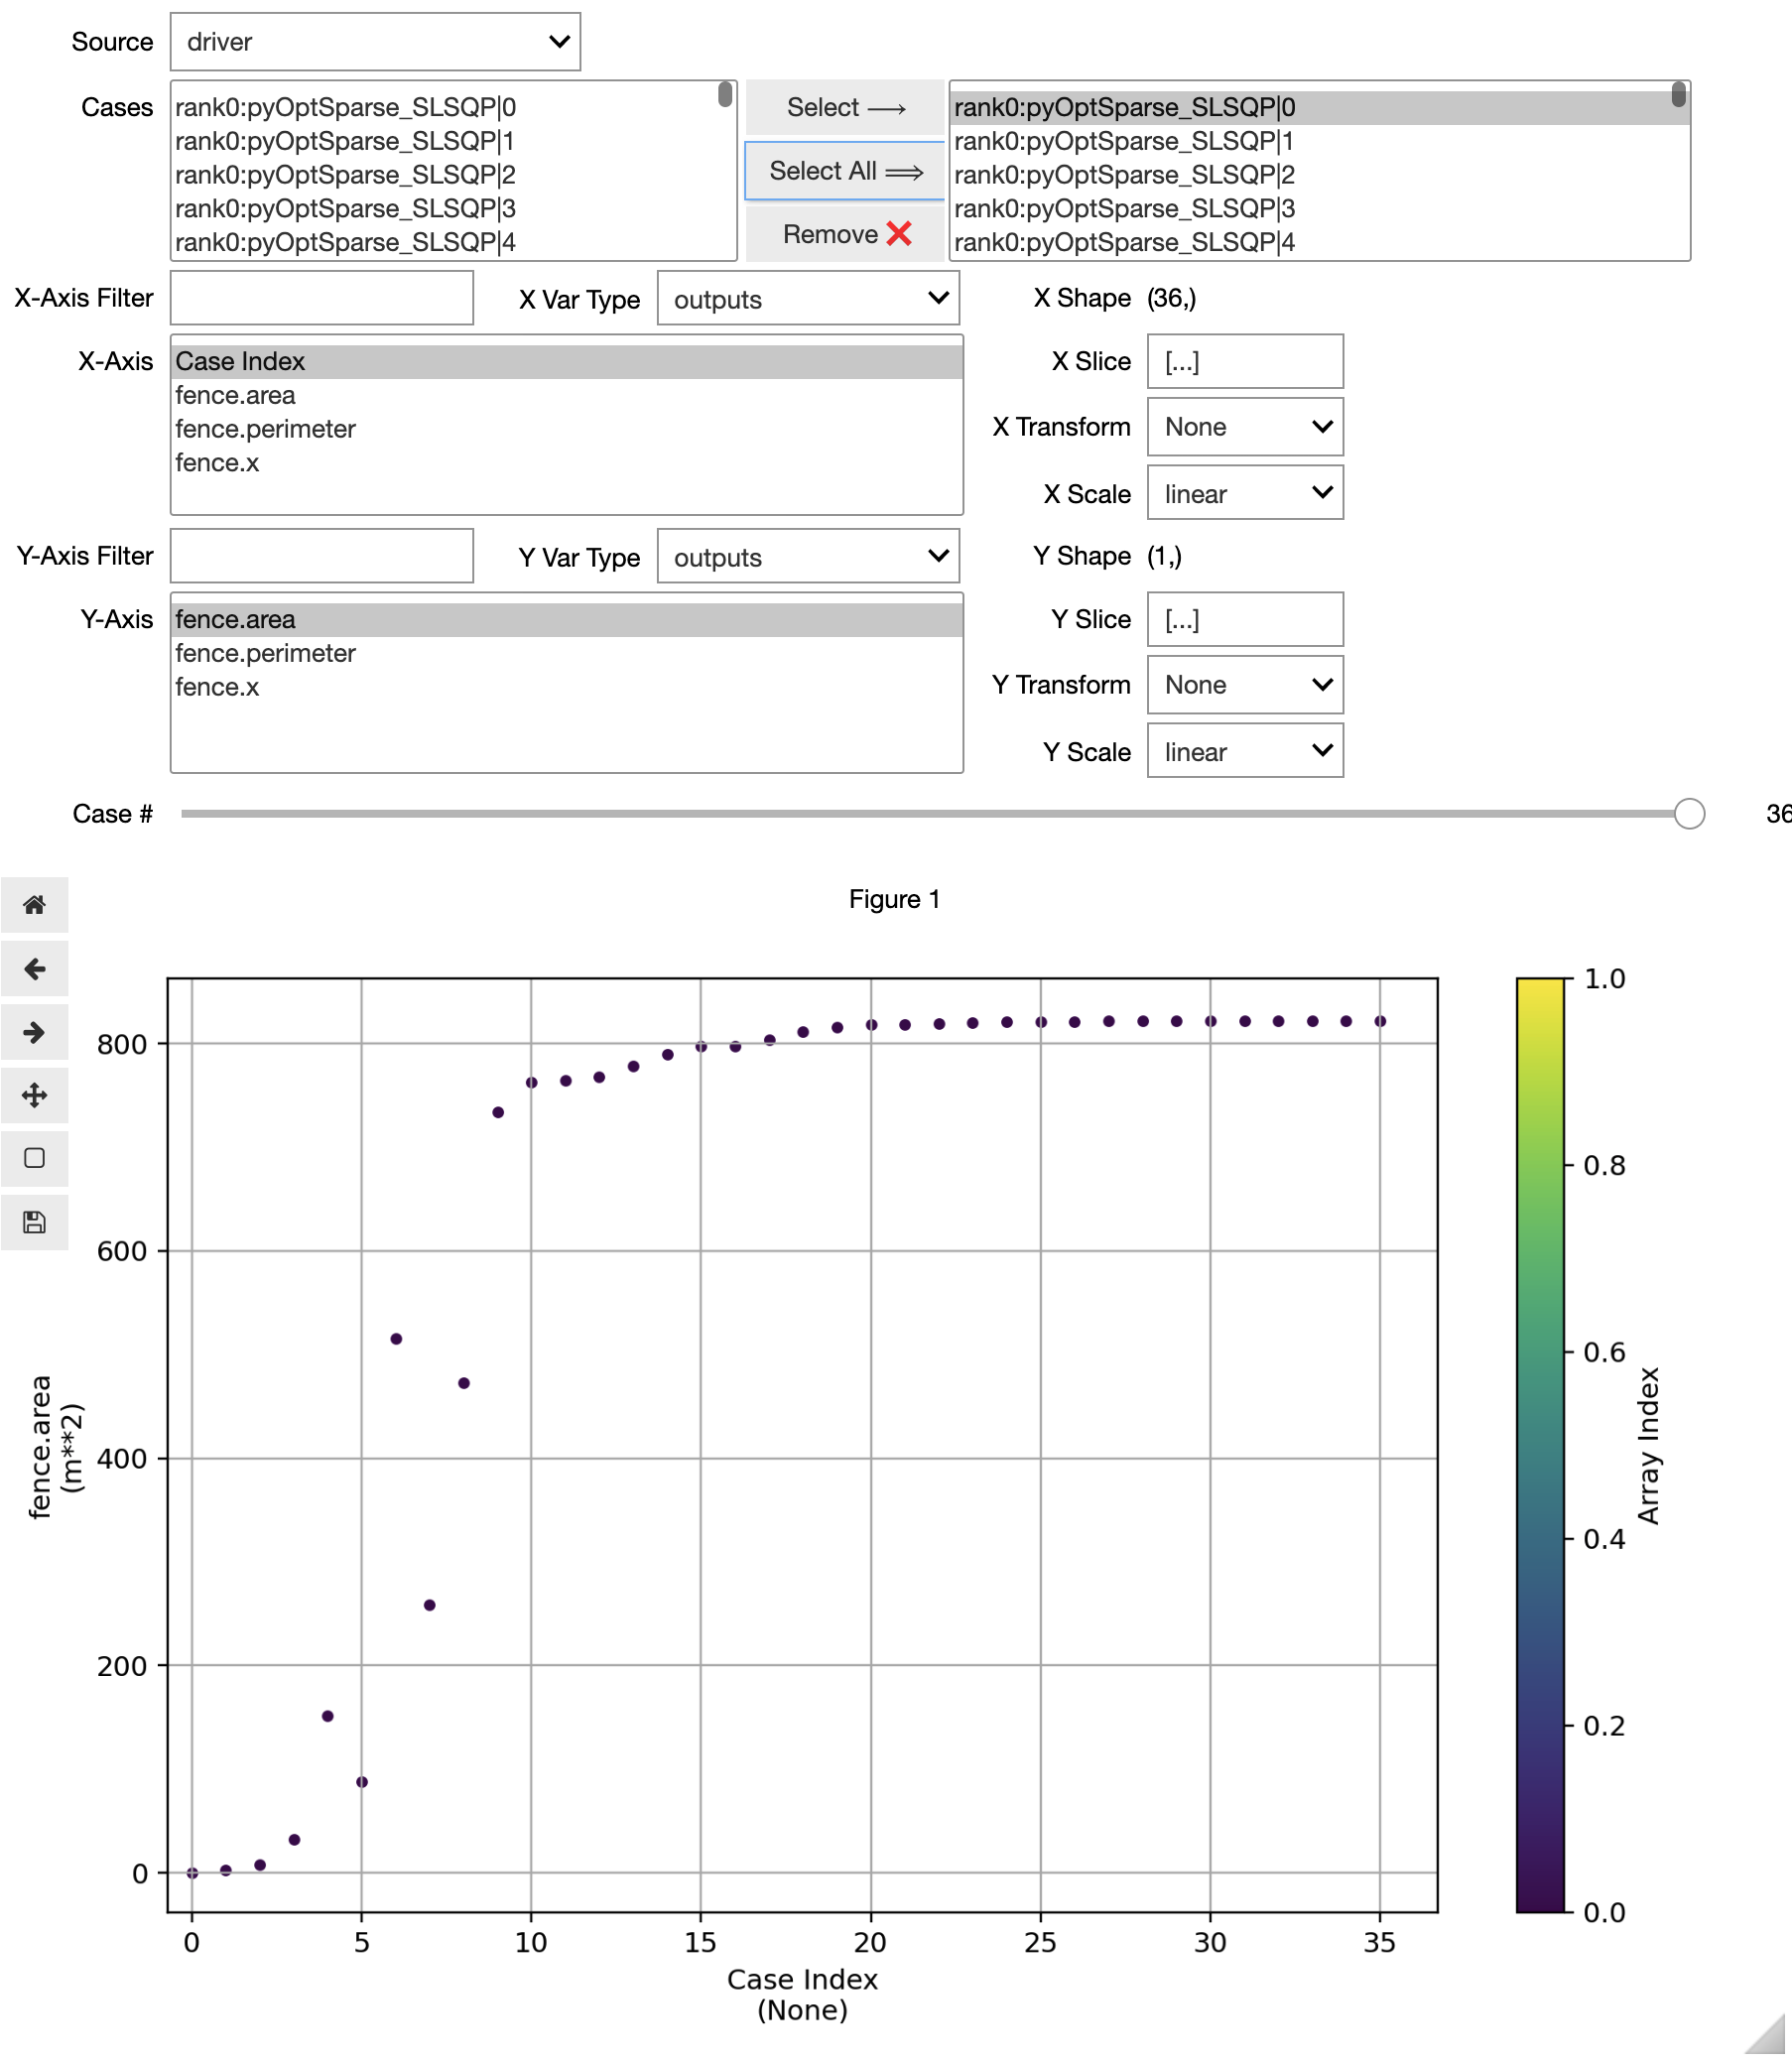 Source driver
Cases
rank0:pyOptSparse_SLSQP|0
rank0:pyOptSparse_SLSQP|1
rank0:pyOptSparse_SLSQP|2
rank0:pyOptSparse_SLSQP|3
rank0:pyOptSparse_SLSQP|4
Select ⟶
Select All ⟹
Remove ❌
rank0:pyOptSparse_SLSQP|0
rank0:pyOptSparse_SLSQP|1
rank0:pyOptSparse_SLSQP|2
rank0:pyOptSparse_SLSQP|3
rank0:pyOptSparse_SLSQP|4
X-Axis Filter X Var Type outputs X Shape (36,)
X-Axis
Case Index
fence.area
fence.perimeter
fence.x
X Slice [...]
X Transform None
X Scale linear
Y-Axis Filter Y Var Type outputs Y Shape (1,)
Y-Axis
fence.area
fence.perimeter
fence.x
Y Slice [...]
Y Transform None
Y Scale linear
Case # 36
Figure 1
fence.area
(m**2)
800
600
400
200
0
0 5 10 15 20 25 30 35
Case Index
(None)
1.0
0.8
0.6
0.4
0.2
0.0
Array Index